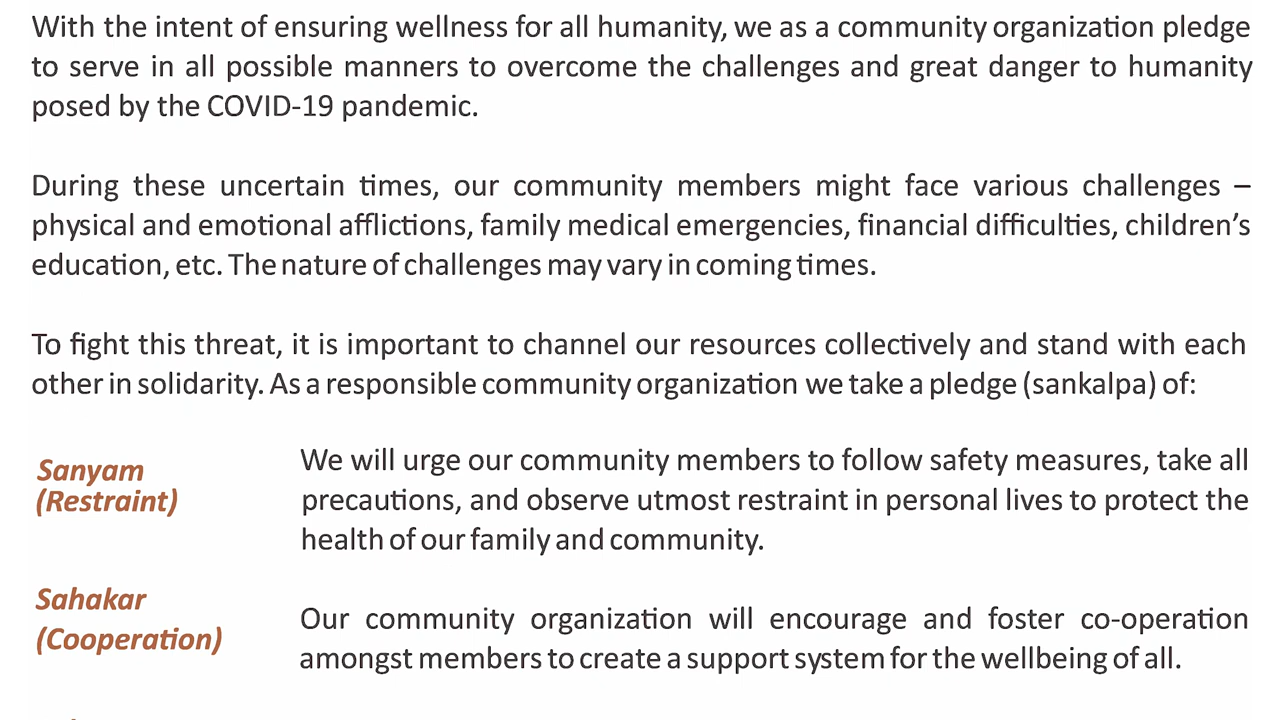 With the intent of ensuring wellness for all humanity, we as a community organization pledge
to serve in all possible manners to overcome the challenges and great danger to humanity
posed by the COVID-19 pandemic.
During these uncertain times, our community members might face various challenges –
physical and emotional afflictions, family medical emergencies, financial difficulties, children's
education, etc. The nature of challenges may vary in coming times.
To fight this threat, it is important to channel our resources collectively and stand with each
other in solidarity. As a responsible community organization we take a pledge (sankalpa) of:
Sanyam
(Restraint)
We will urge our community members to follow safety measures, take all
precautions, and observe utmost restraint in personal lives to protect the
health of our family and community.
Sahakar
(Cooperation)
Our community organization will encourage and foster co-operation
amongst members to create a support system for the wellbeing of all.